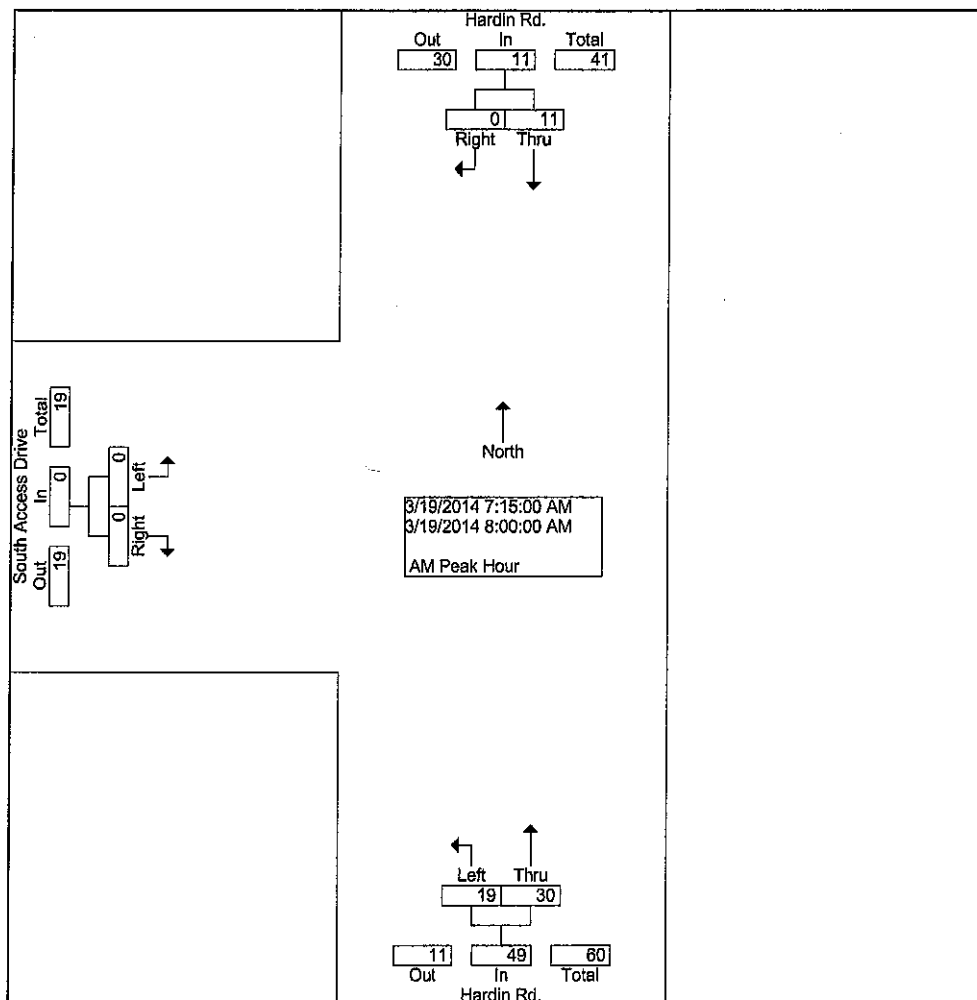 Hardin Rd.
Out In Total
30 11 41
0 11
Right Thru
South Access Drive
Out In Total
19 0 19
0 0
Right Left
North
3/19/2014 7:15:00 AM
3/19/2014 8:00:00 AM
AM Peak Hour
Left Thru
19 30
11 49 60
Out In Total
Hardin Rd.